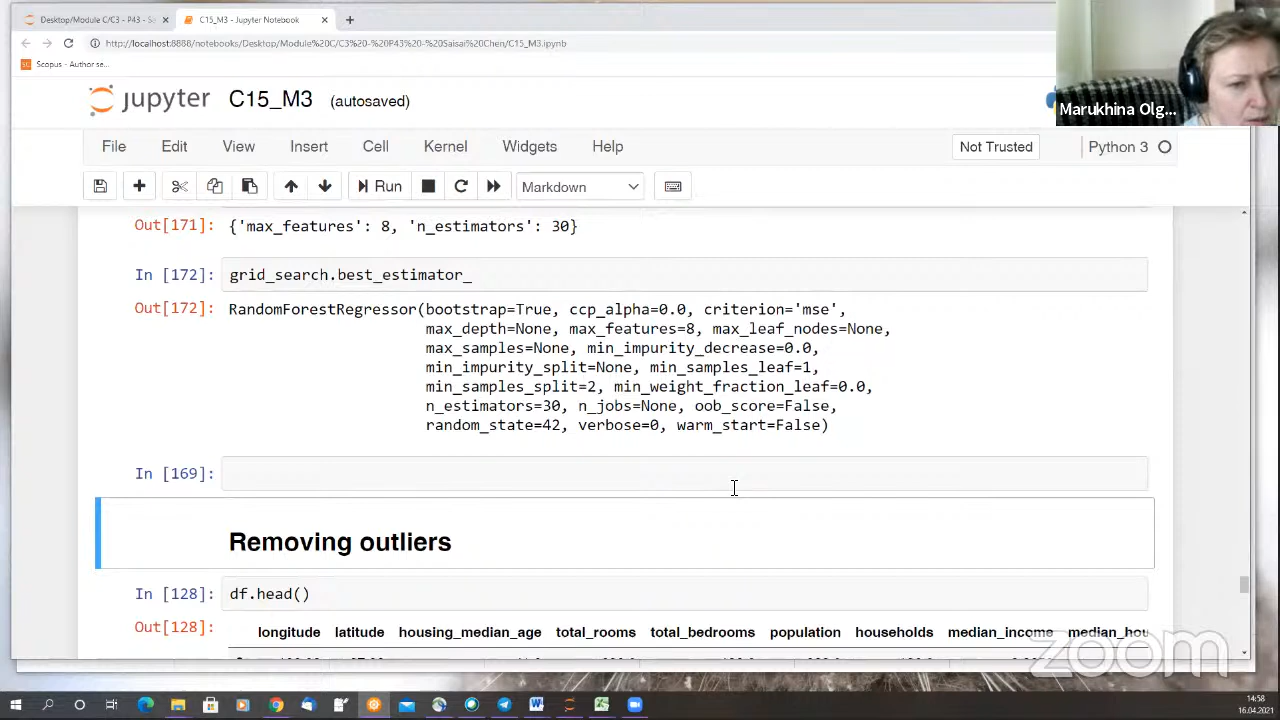 Desktop/Module C/C3 - P43 - Sa
C15_M3 - Jupyter Notebook
http://localhost:8888/notebooks/Desktop/Module%20C/C3%20-%20P43%20-%20Saisai%20Chen/C15_M3.ipynb
Scopus - Author se...
Marukhina Olg...
jupyter C15_M3 (autosaved)
File Edit View Insert Cell Kernel Widgets Help Not Trusted Python 3
Run Markdown
Out[171]: {'max_features': 8, 'n_estimators': 30}
In [172]: grid_search.best_estimator_
Out[172]: RandomForestRegressor(bootstrap=True, ccp_alpha=0.0, criterion='mse',
max_depth=None, max_features=8, max_leaf_nodes=None,
max_samples=None, min_impurity_decrease=0.0,
min_impurity_split=None, min_samples_leaf=1,
min_samples_split=2, min_weight_fraction_leaf=0.0,
n_estimators=30, n_jobs=None, oob_score=False,
random_state=42, verbose=0, warm_start=False)
In [169]:
Removing outliers
In [128]: df.head()
Out[128]:
longitude latitude housing_median_age total_rooms total_bedrooms population households median_income median_hou
zoom
14:58
16.04.2021